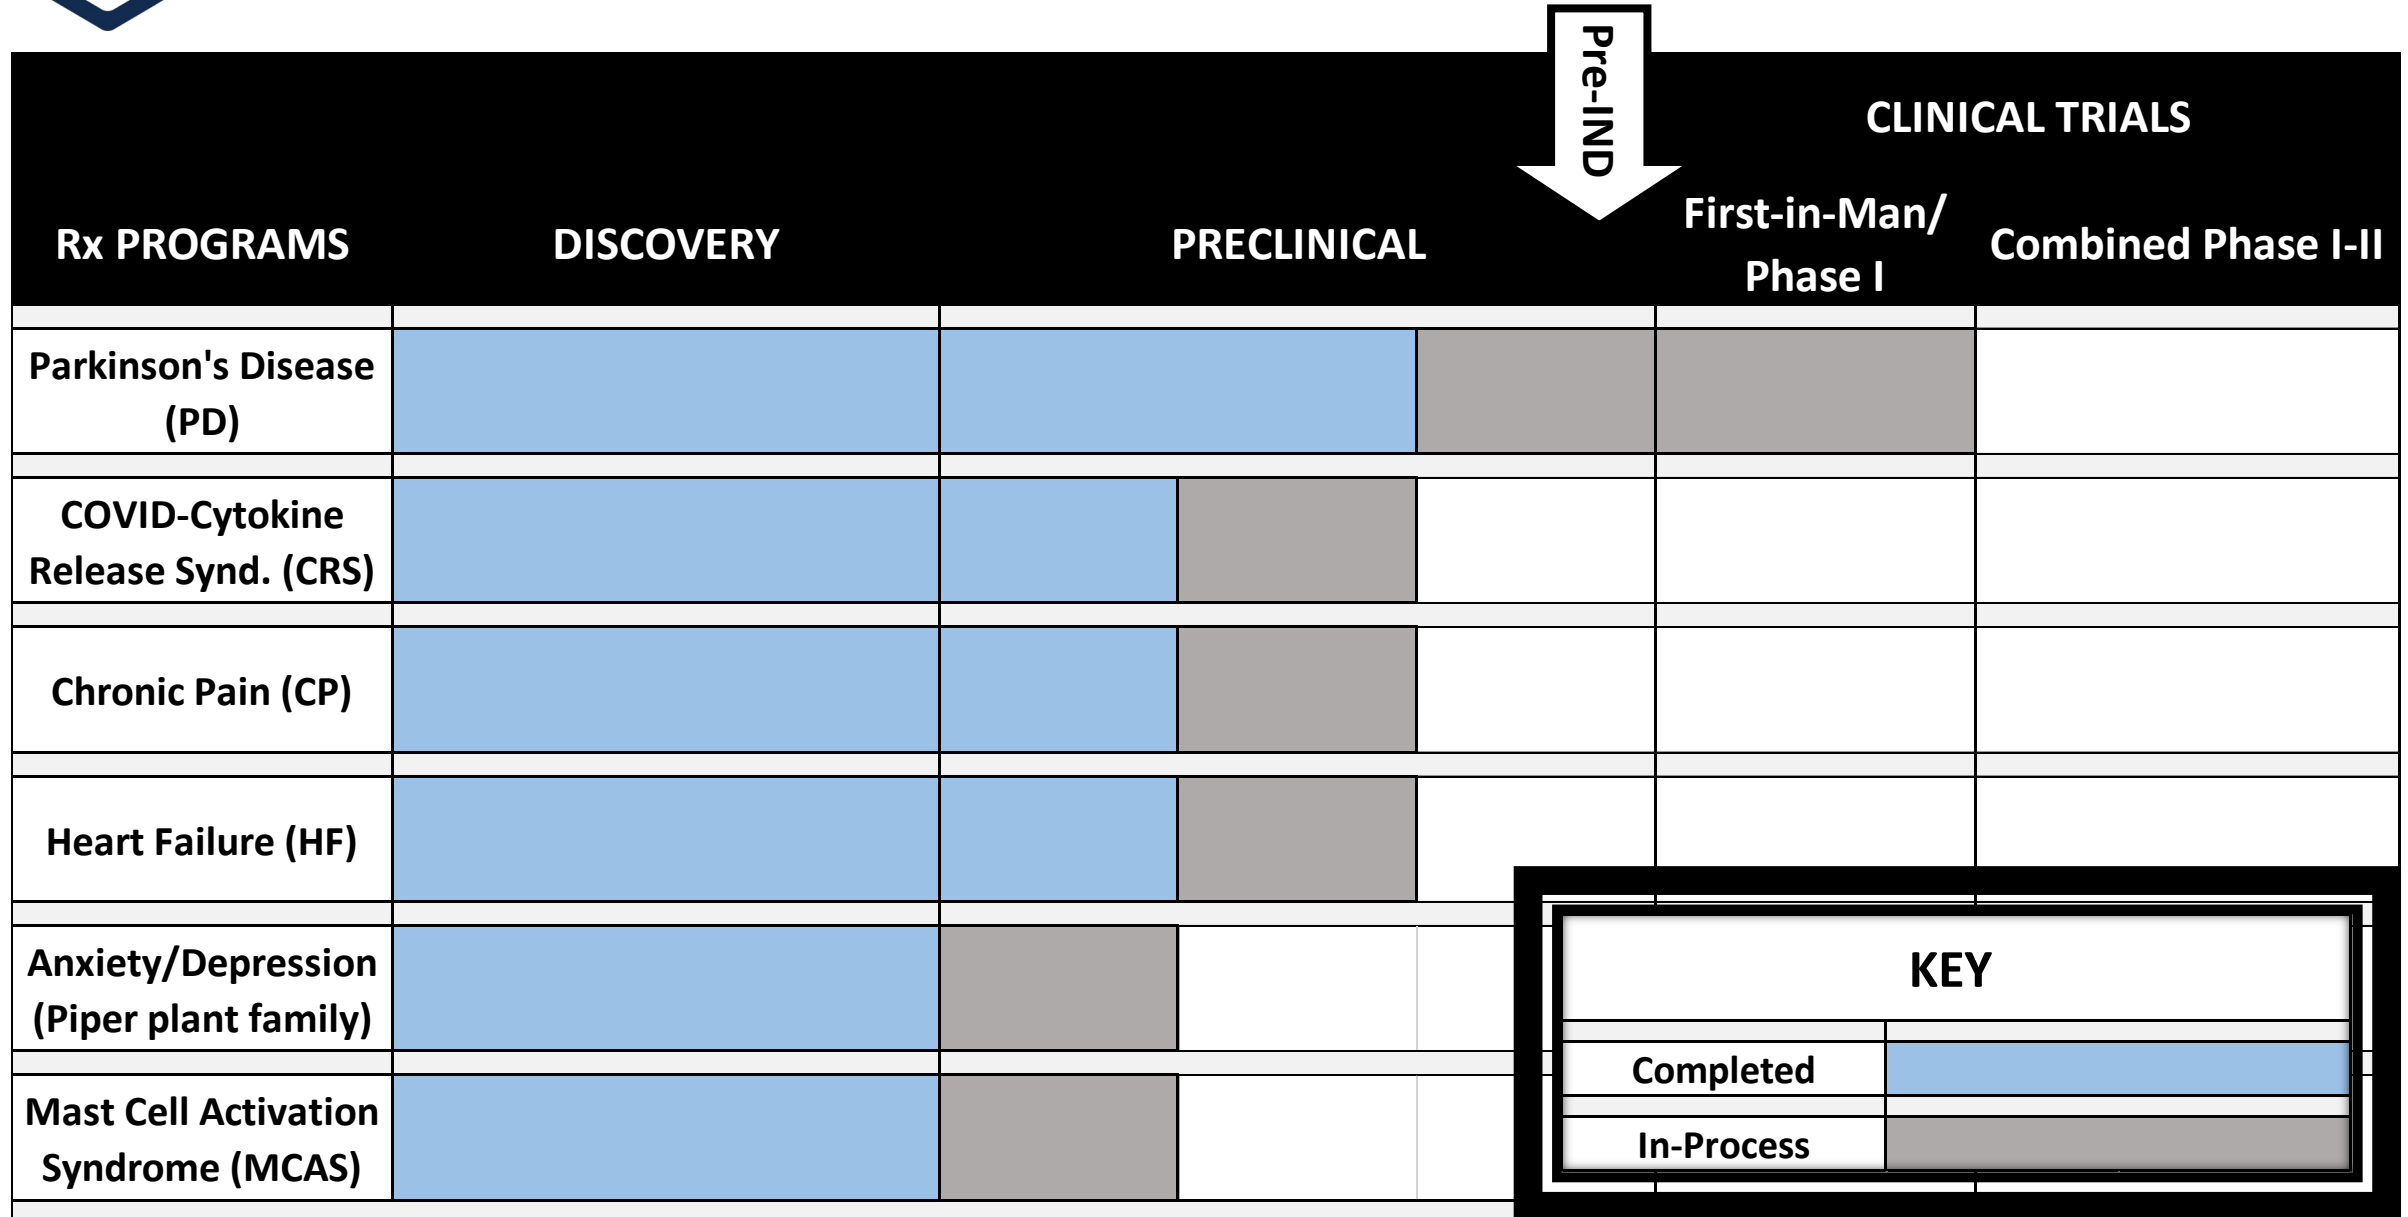 Pre-IND
CLINICAL TRIALS
Rx PROGRAMS
DISCOVERY
PRECLINICAL
First-in-Man/
Phase I
Combined Phase I-II
Parkinson's Disease
(PD)
COVID-Cytokine
Release Synd. (CRS)
Chronic Pain (CP)
Heart Failure (HF)
Anxiety/Depression
(Piper plant family)
Mast Cell Activation
Syndrome (MCAS)
KEY
Completed
In-Process